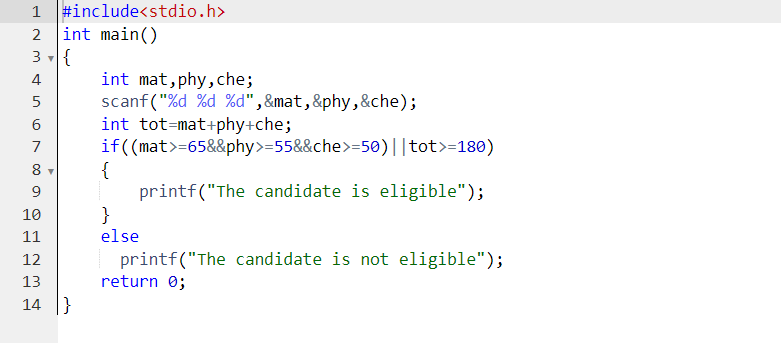 1 #include<stdio.h>
2 int main()
3 {
4     int mat,phy,che;
5     scanf("%d %d %d",&mat,&phy,&che);
6     int tot=mat+phy+che;
7     if((mat>=65&&phy>=55&&che>=50)||tot>=180)
8     {
9         printf("The candidate is eligible");
10     }
11     else
12       printf("The candidate is not eligible");
13     return 0;
14 }